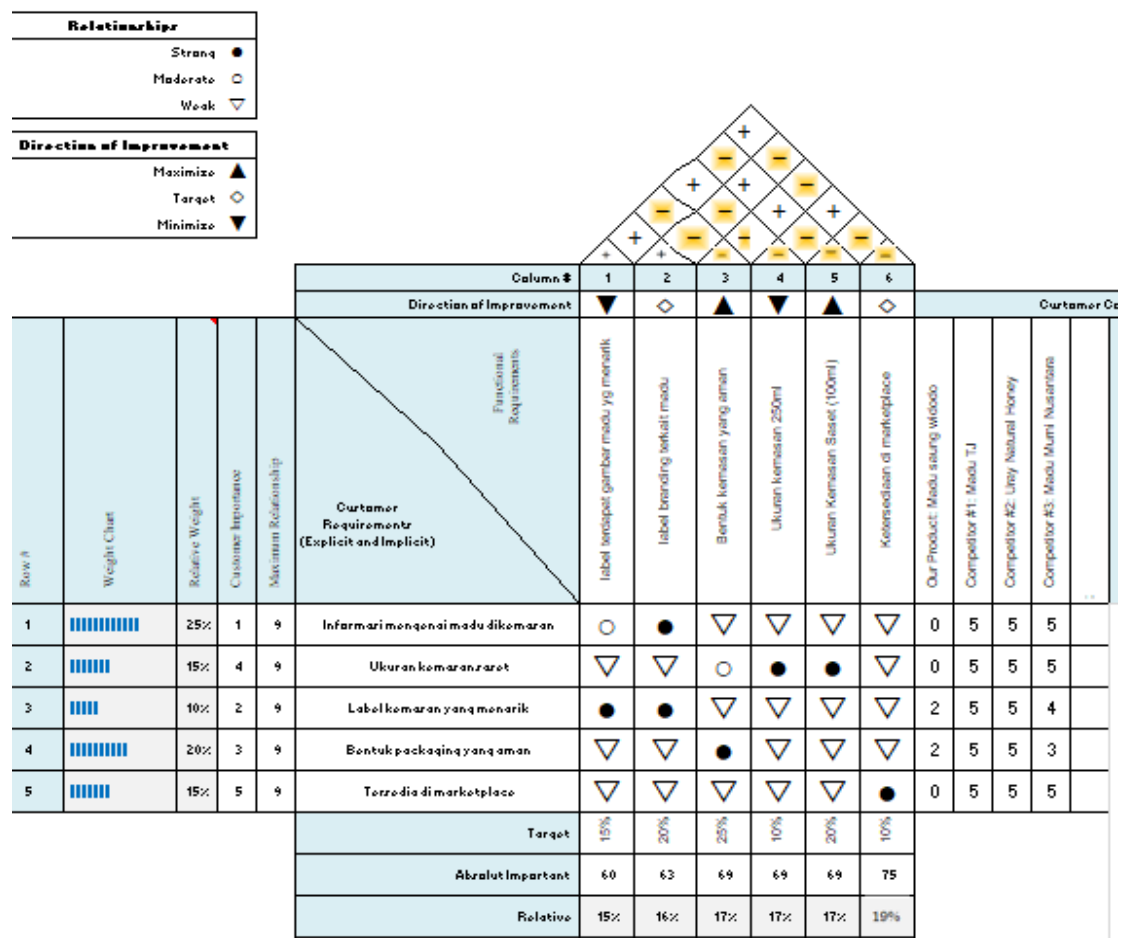 Relationships
Strong ●
Moderate ○
Weak ▽
Direction of Improvement
Maximize ▲
Target ◇
Minimize ▼
Column # 1 2 3 4 5 6
Direction of Improvement ▼ ◇ ▲ ▼ ▲ ◇
Customer
Row #
Weight Chart
Relative Weight
Customer Importance
Maximum Relationship
Functional
Requirements
Customer
Requirements
(Explicit and Implicit)
label terdapat gambar madu yg menarik
label branding terkait madu
Bentuk kemasan yang aman
Ukuran kemasan 250ml
Ukuran Kemasan Saset (100ml)
Ketersediaan di marketplace
Our Product: Madu saung widodo
Competitor #1: Madu TJ
Competitor #2: Uray Natural Honey
Competitor #3: Madu Murni Nusantara
1 25% 1 9 Informasi mengenai madu dikemasan ○ ● ▽ ▽ ▽ ▽ 0 5 5 5
2 15% 4 9 Ukuran kemasan saset ▽ ▽ ○ ● ● ▽ 0 5 5 5
3 10% 2 9 Label kemasan yang menarik ● ● ▽ ▽ ▽ ▽ 2 5 5 4
4 20% 3 9 Bentuk packaging yang aman ▽ ▽ ● ▽ ▽ ▽ 2 5 5 3
5 15% 5 9 Tersedia di marketplace ▽ ▽ ▽ ▽ ▽ ● 0 5 5 5
Target 15% 20% 25% 10% 20% 10%
Absolut Important 60 63 69 69 69 75
Relative 15% 16% 17% 17% 17% 19%